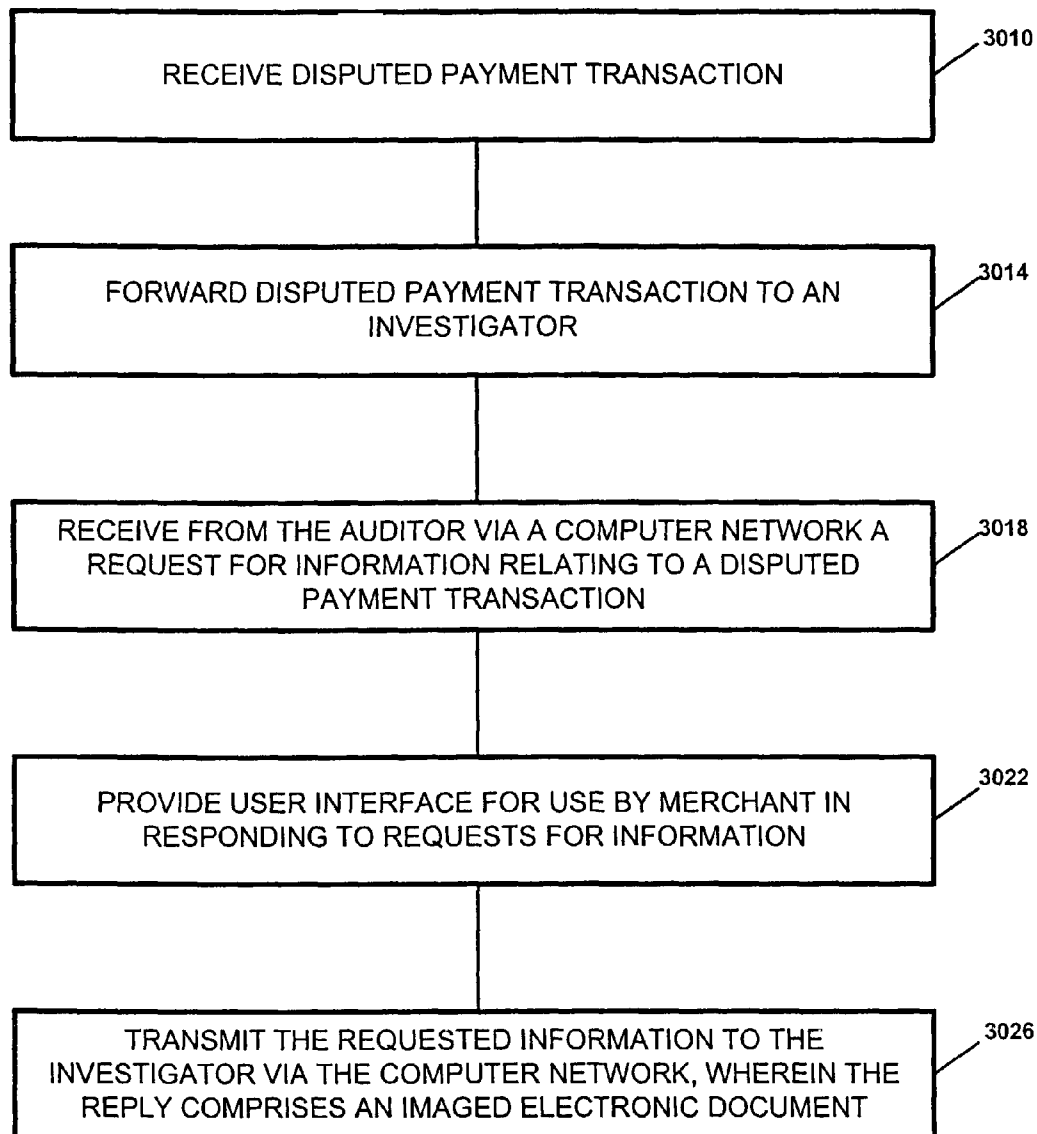 RECEIVE DISPUTED PAYMENT TRANSACTION
3010
FORWARD DISPUTED PAYMENT TRANSACTION TO AN
INVESTIGATOR
3014
RECEIVE FROM THE AUDITOR VIA A COMPUTER NETWORK A
REQUEST FOR INFORMATION RELATING TO A DISPUTED
PAYMENT TRANSACTION
3018
PROVIDE USER INTERFACE FOR USE BY MERCHANT IN
RESPONDING TO REQUESTS FOR INFORMATION
3022
TRANSMIT THE REQUESTED INFORMATION TO THE
INVESTIGATOR VIA THE COMPUTER NETWORK, WHEREIN THE
REPLY COMPRISES AN IMAGED ELECTRONIC DOCUMENT
3026